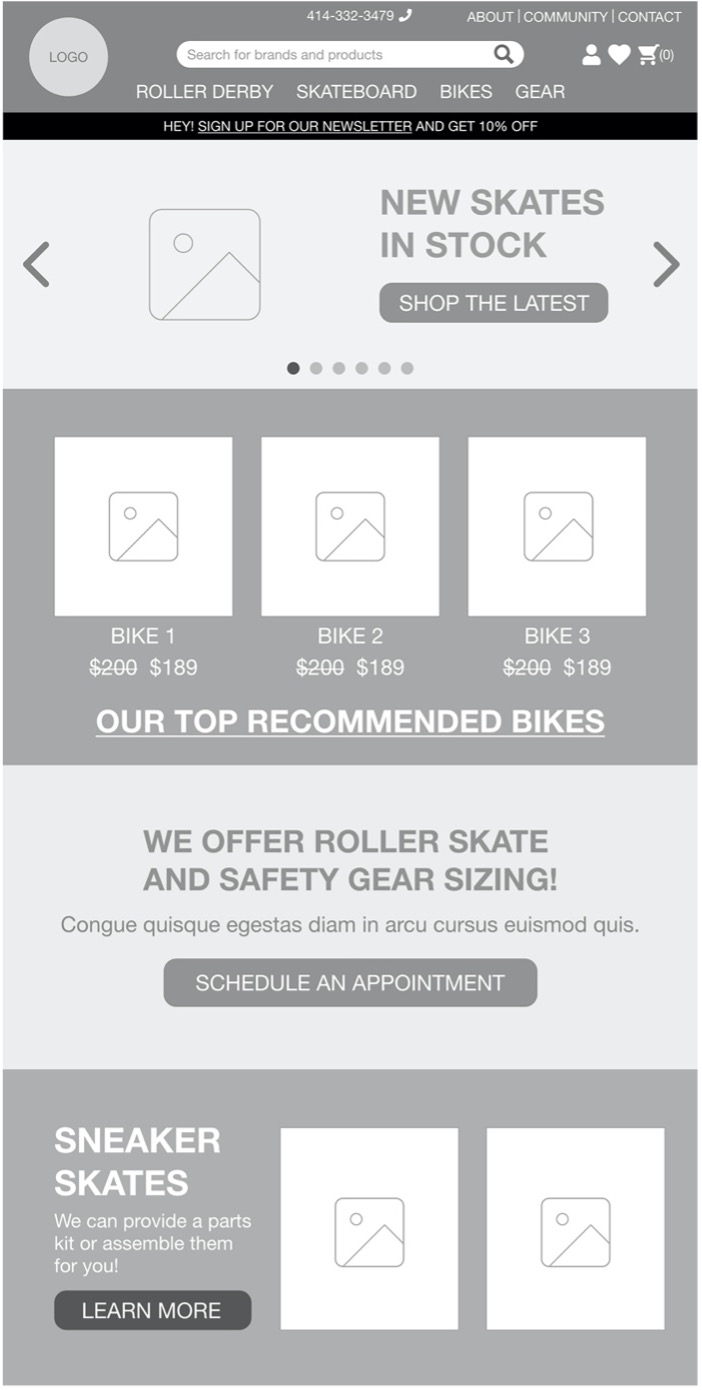 414-332-3479
ABOUT | COMMUNITY | CONTACT
LOGO
Search for brands and products
(0)
ROLLER DERBY SKATEBOARD BIKES GEAR
HEY! SIGN UP FOR OUR NEWSLETTER AND GET 10% OFF
NEW SKATES
IN STOCK
SHOP THE LATEST
BIKE 1 BIKE 2 BIKE 3
$200 $189 $200 $189 $200 $189
OUR TOP RECOMMENDED BIKES
WE OFFER ROLLER SKATE
AND SAFETY GEAR SIZING!
Congue quisque egestas diam in arcu cursus euismod quis.
SCHEDULE AN APPOINTMENT
SNEAKER
SKATES
We can provide a parts
kit or assemble them
for you!
LEARN MORE